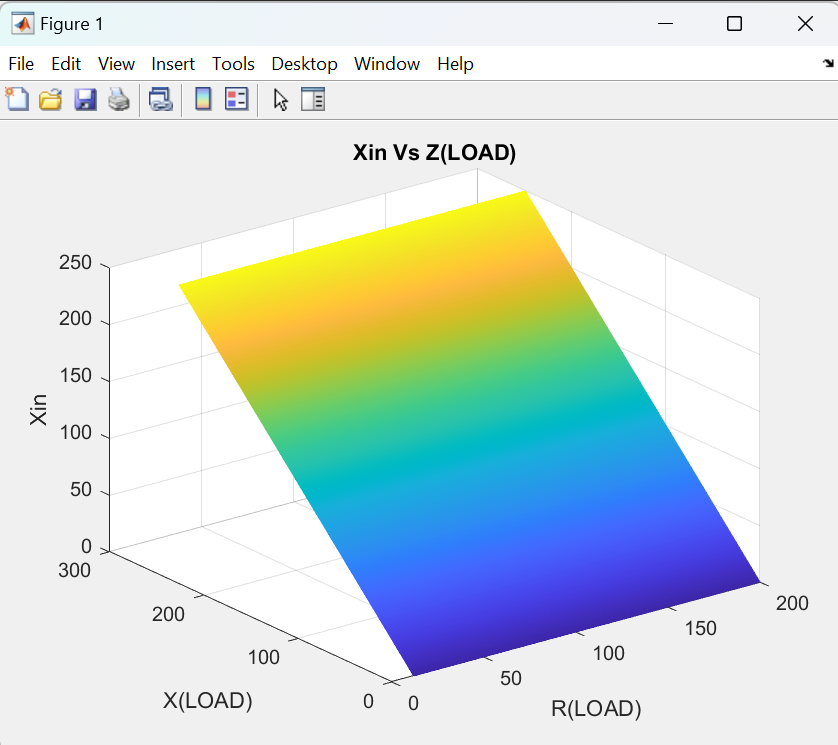 Figure 1
File Edit View Insert Tools Desktop Window Help
Xin Vs Z(LOAD)
250
200
150
100
50
0
Xin
300
200
100
0
X(LOAD)
0
50
100
150
200
R(LOAD)